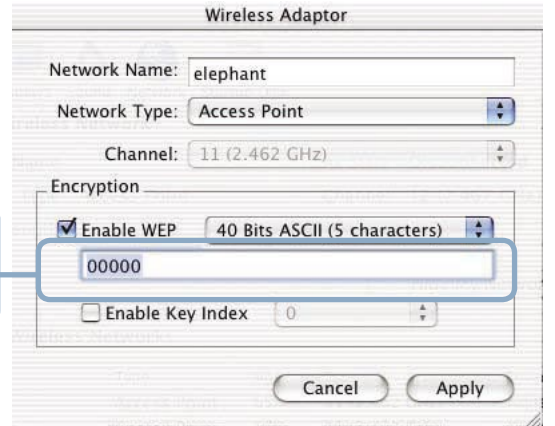 Wireless Adaptor
Network Name: elephant
Network Type: Access Point
Channel: 11 (2.462 GHz)
Encryption
Enable WEP 40 Bits ASCII (5 characters)
00000
Enable Key Index 0
Cancel Apply